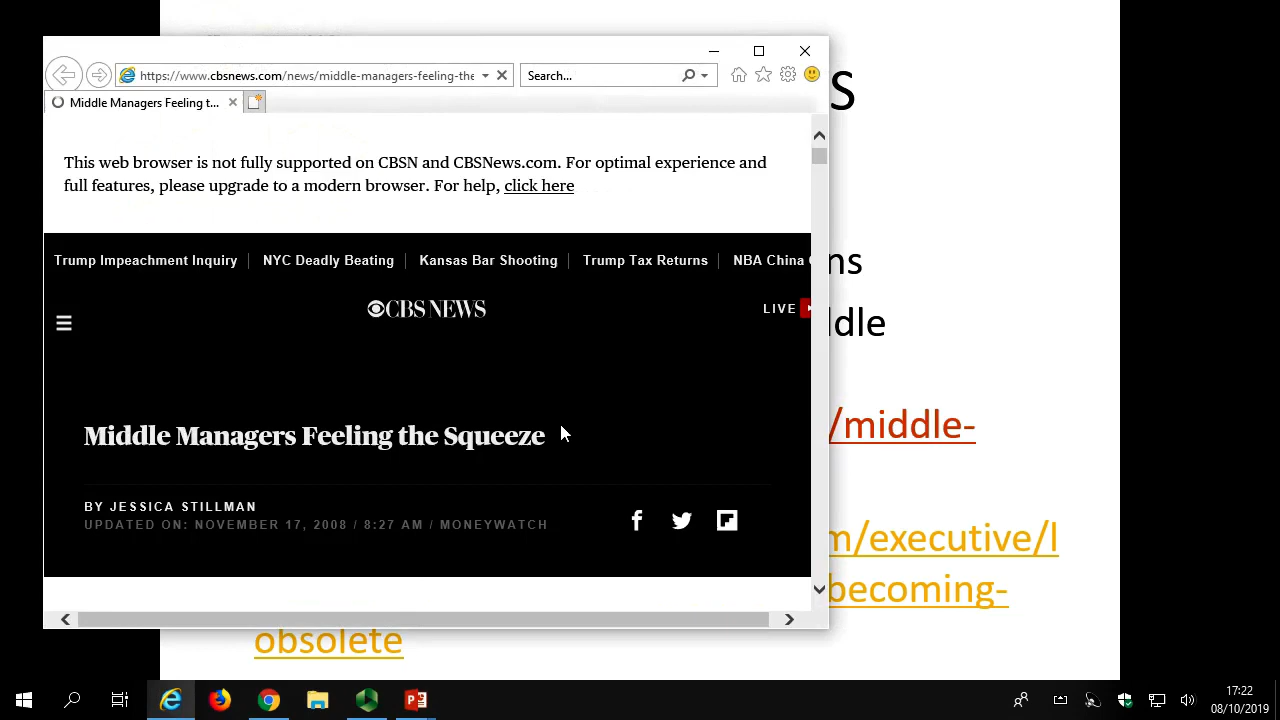 S
https://www.cbsnews.com/news/middle-managers-feeling-the
Search...
Middle Managers Feeling t...
This web browser is not fully supported on CBSN and CBSNews.com. For optimal experience and
full features, please upgrade to a modern browser. For help, click here
Trump Impeachment Inquiry
NYC Deadly Beating
Kansas Bar Shooting
Trump Tax Returns
NBA China
ns
CBS NEWS
LIVE
ddle
Middle Managers Feeling the Squeeze
/middle-
BY JESSICA STILLMAN
UPDATED ON: NOVEMBER 17, 2008 / 8:27 AM / MONEYWATCH
m/executive/l
becoming-
obsolete
17:22
08/10/2019